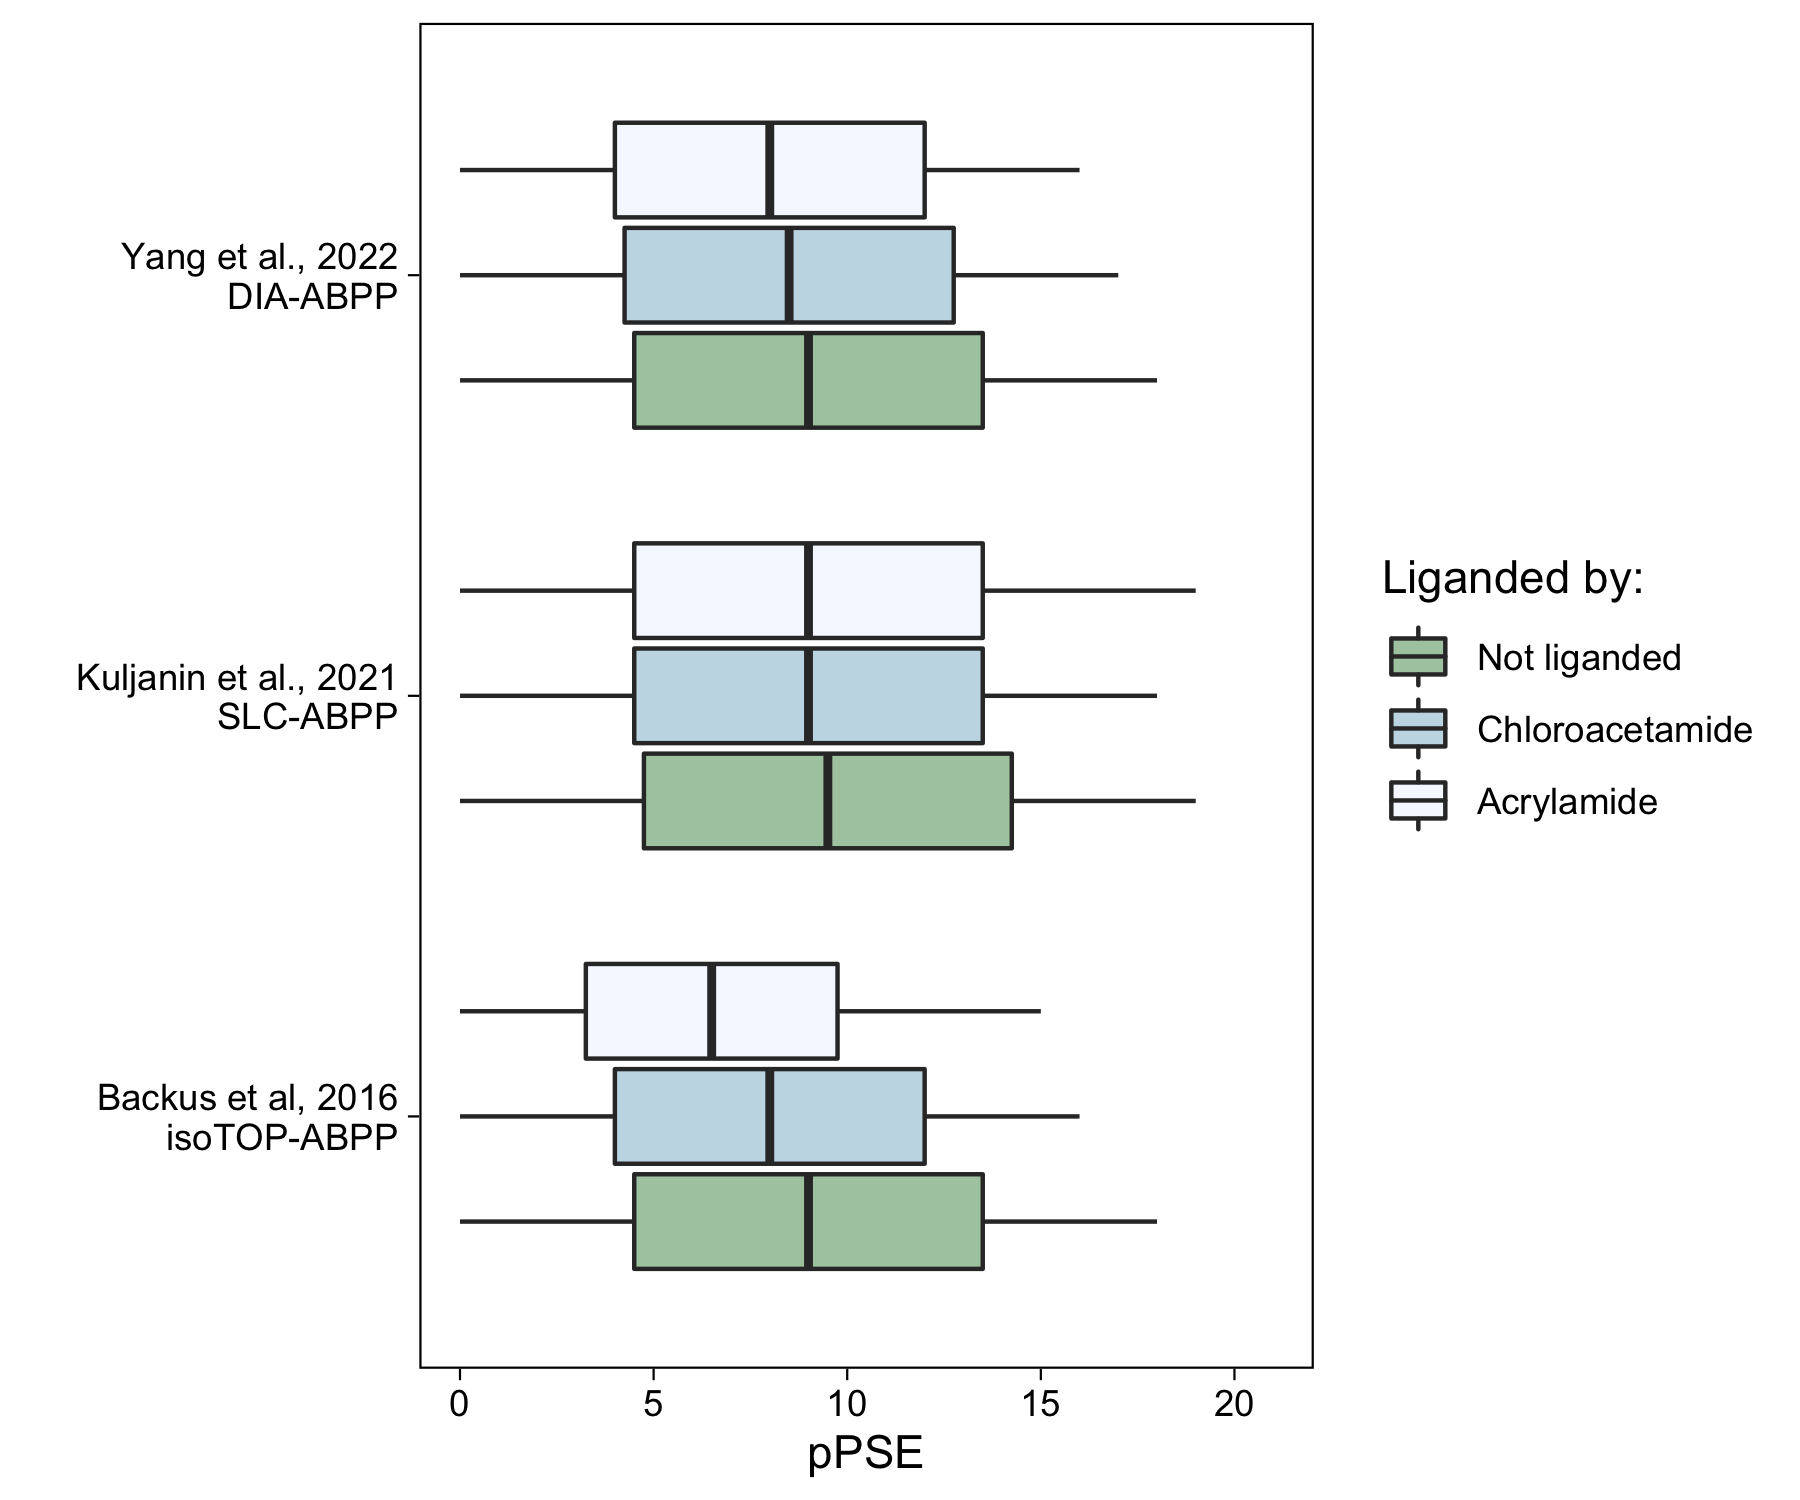 Yang et al., 2022
DIA-ABPP
Kuljanin et al., 2021
SLC-ABPP
Backus et al, 2016
isoTOP-ABPP
0 5 10 15 20
pPSE
Liganded by:
Not liganded
Chloroacetamide
Acrylamide